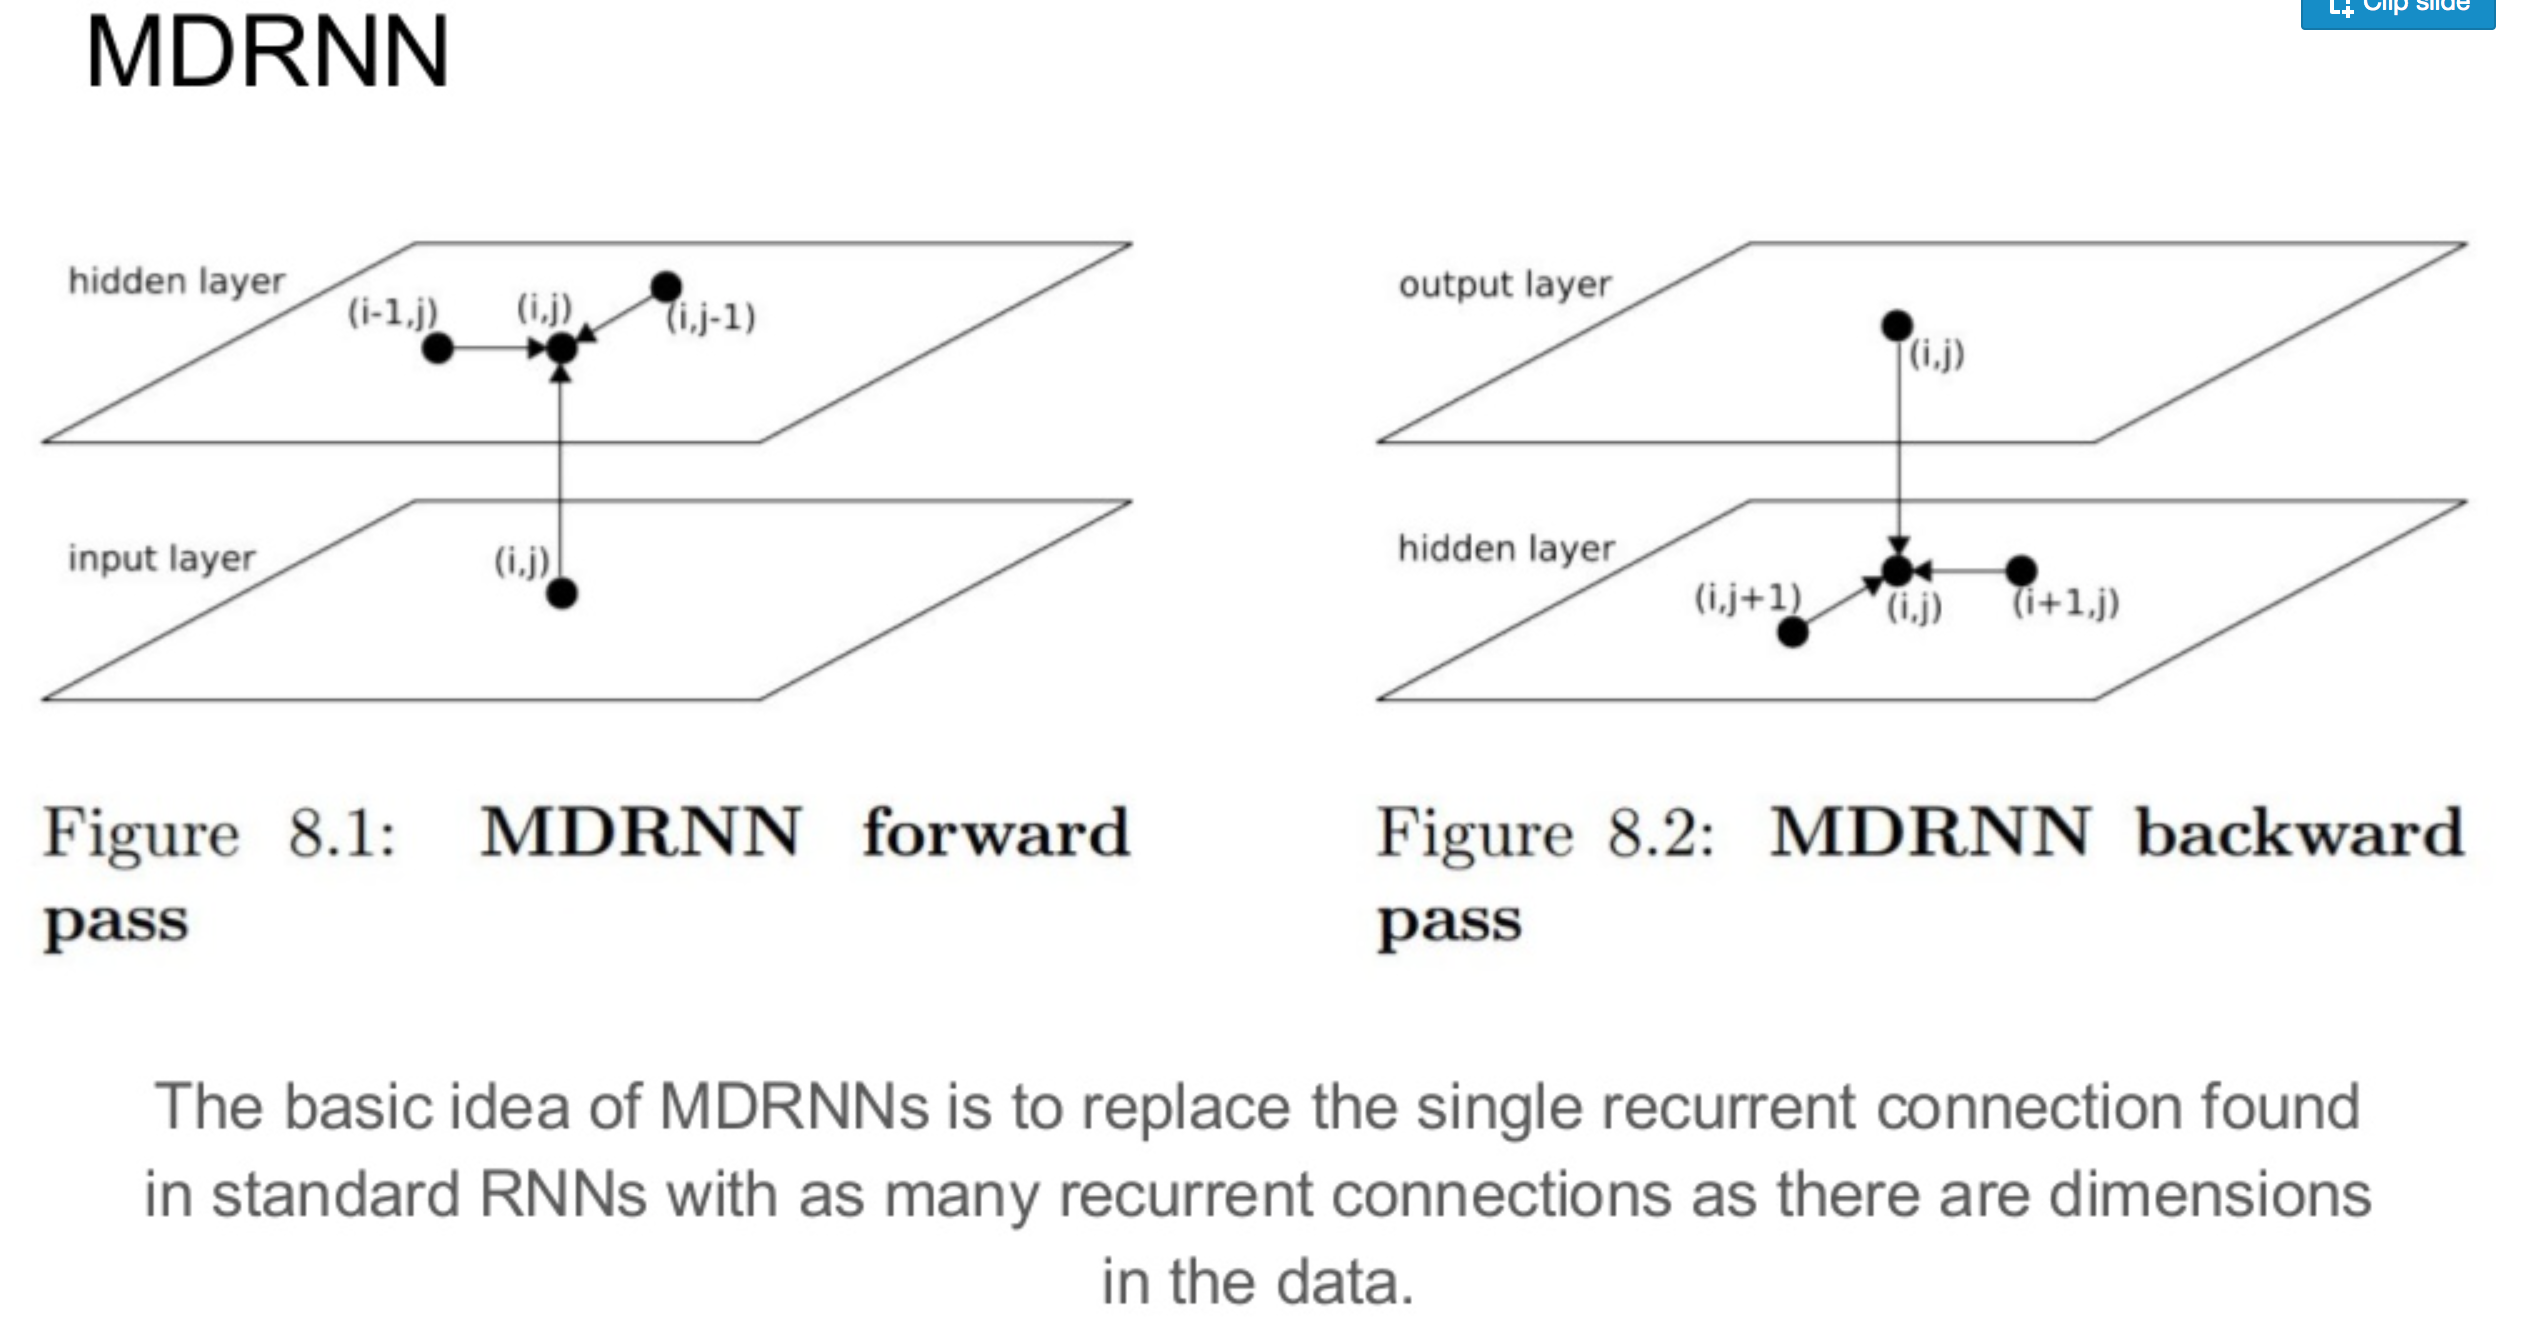 MDRNN
Clip slide
hidden layer
(i-1,j)
(i,j)
(i,j-1)
input layer
(i,j)
output layer
(i,j)
hidden layer
(i,j+1)
(i,j)
(i+1,j)
Figure 8.1: MDRNN forward
pass
Figure 8.2: MDRNN backward
pass
The basic idea of MDRNNs is to replace the single recurrent connection found
in standard RNNs with as many recurrent connections as there are dimensions
in the data.